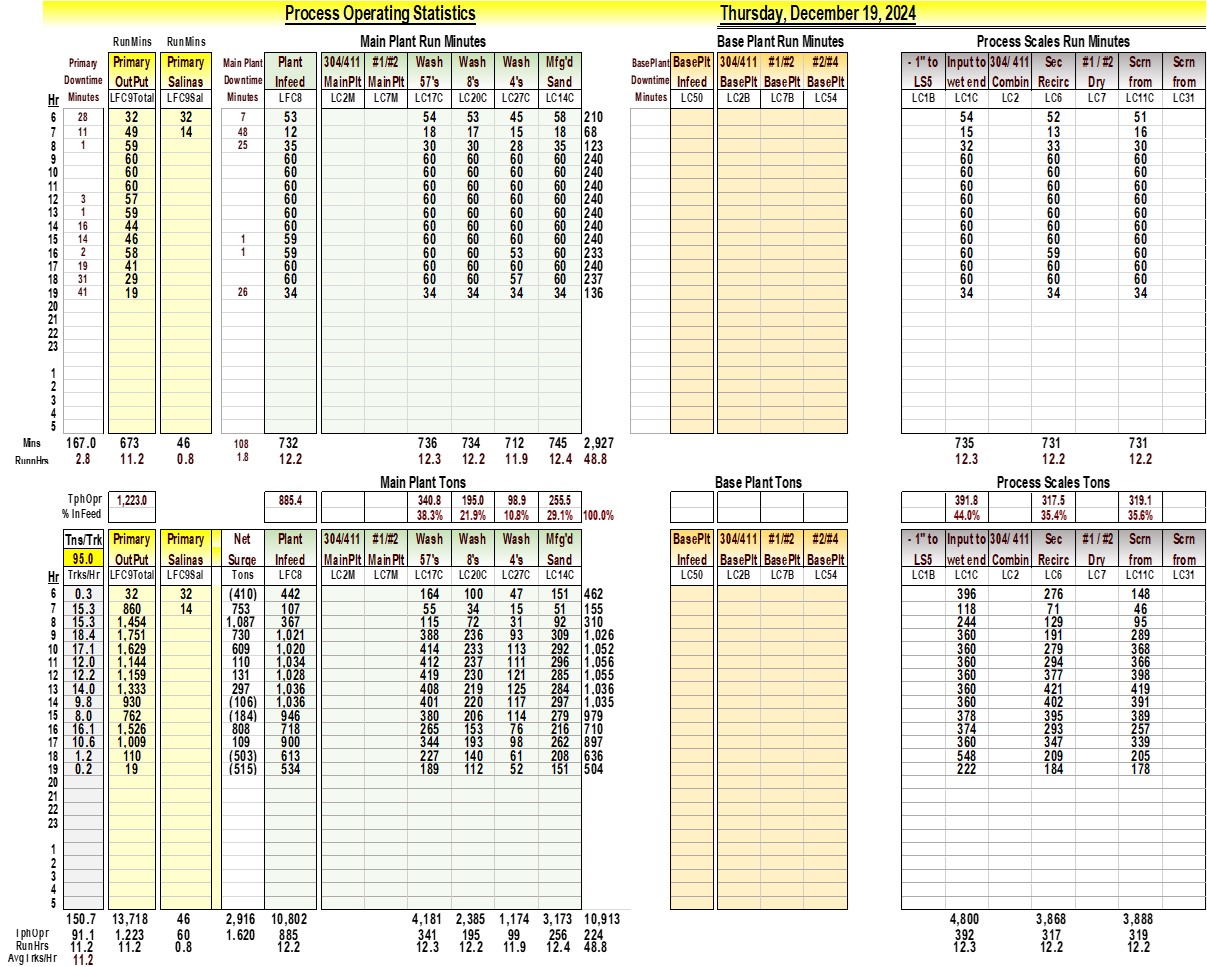 Process Operating Statistics Thursday, December 19, 2024
RunMins RunMins Main Plant Run Minutes Base Plant Run Minutes Process Scales Run Minutes
Primary Primary Primary Main Plant Plant 304/411 #1/#2 Wash Wash Wash Mfg'd BasePlant BasePlt 304/411 #1/#2 #2/#4 - 1" to Input to 304/ 411 Sec #1 / #2 Scrn Scrn
Downtime OutPut Salinas Downtime Infeed MainPlt MainPlt 57's 8's 4's Sand Downtime Infeed BasePlt BasePlt BasePlt LS5 wet end Combin Recirc Dry from from
Hr Minutes LFC9Total LFC9Sal Minutes LFC8 LC2M LC7M LC17C LC20C LC27C LC14C Minutes LC50 LC2B LC7B LC54 LC1B LC1C LC2 LC6 LC7 LC11C LC31
6 28 32 32 7 53 54 53 45 58 210 54 52 51
7 11 49 14 48 12 18 17 15 18 68 15 13 16
8 1 59 25 35 30 30 28 35 123 32 33 30
9 60 60 60 60 60 60 240 60 60 60
10 60 60 60 60 60 60 240 60 60 60
11 60 60 60 60 60 60 240 60 60 60
12 3 57 60 60 60 60 60 240 60 60 60
13 1 59 60 60 60 60 60 240 60 60 60
14 16 44 60 60 60 60 60 240 60 60 60
15 14 46 1 59 60 60 60 60 240 60 60 60
16 2 58 1 59 60 60 53 60 233 60 59 60
17 19 41 60 60 60 60 60 240 60 60 60
18 31 29 60 60 60 57 60 237 60 60 60
19 41 19 26 34 34 34 34 34 136 34 34 34
20
21
22
23
1
2
3
4
5
Mins 167.0 673 46 108 732 736 734 712 745 2,927 735 731 731
RunnHrs 2.8 11.2 0.8 1.8 12.2 12.3 12.2 11.9 12.4 48.8 12.3 12.2 12.2
Main Plant Tons Base Plant Tons Process Scales Tons
TphOpr 1,223.0 885.4 340.8 195.0 98.9 255.5 391.8 317.5 319.1
% InFeed 38.3% 21.9% 10.8% 29.1% 100.0% 44.0% 35.4% 35.6%
Tns/Trk Primary Primary Net Plant 304/411 #1/#2 Wash Wash Wash Mfg'd BasePlt 304/411 #1/#2 #2/#4 - 1" to Input to 304/ 411 Sec #1 / #2 Scrn Scrn
95.0 OutPut Salinas Surge Infeed MainPlt MainPlt 57's 8's 4's Sand Infeed BasePlt BasePlt BasePlt LS5 wet end Combin Recirc Dry from from
Hr Trks/Hr LFC9Total LFC9Sal Tons LFC8 LC2M LC7M LC17C LC20C LC27C LC14C LC50 LC2B LC7B LC54 LC1B LC1C LC2 LC6 LC7 LC11C LC31
6 0.3 32 32 (410) 442 164 100 47 151 462 396 276 148
7 15.3 860 14 753 107 55 34 15 51 155 118 71 46
8 15.3 1,454 1,087 367 115 72 31 92 310 244 129 95
9 18.4 1,751 730 1,021 388 236 93 309 1,026 360 191 289
10 17.1 1,629 609 1,020 414 233 113 292 1,052 360 279 368
11 12.0 1,144 110 1,034 412 237 111 296 1,056 360 294 366
12 12.2 1,159 131 1,028 419 230 121 285 1,055 360 377 398
13 14.0 1,333 297 1,036 408 219 125 284 1,036 360 421 419
14 9.8 930 (106) 1,036 401 220 117 297 1,035 360 402 391
15 8.0 762 (184) 946 380 206 114 279 979 378 395 389
16 16.1 1,526 808 718 265 153 76 216 710 374 293 257
17 10.6 1,009 109 900 344 193 98 262 897 360 347 339
18 1.2 110 (503) 613 227 140 61 208 636 548 209 205
19 0.2 19 (515) 534 189 112 52 151 504 222 184 178
20
21
22
23
1
2
3
4
5
150.7 13,718 46 2,916 10,802 4,181 2,385 1,174 3,173 10,913 4,800 3,868 3,888
TphOpr 91.1 1,223 60 1.620 885 341 195 99 256 224 392 317 319
RunHrs 11.2 11.2 0.8 12.2 12.3 12.2 11.9 12.4 48.8 12.3 12.2 12.2
AvgTrks/Hr 11.2